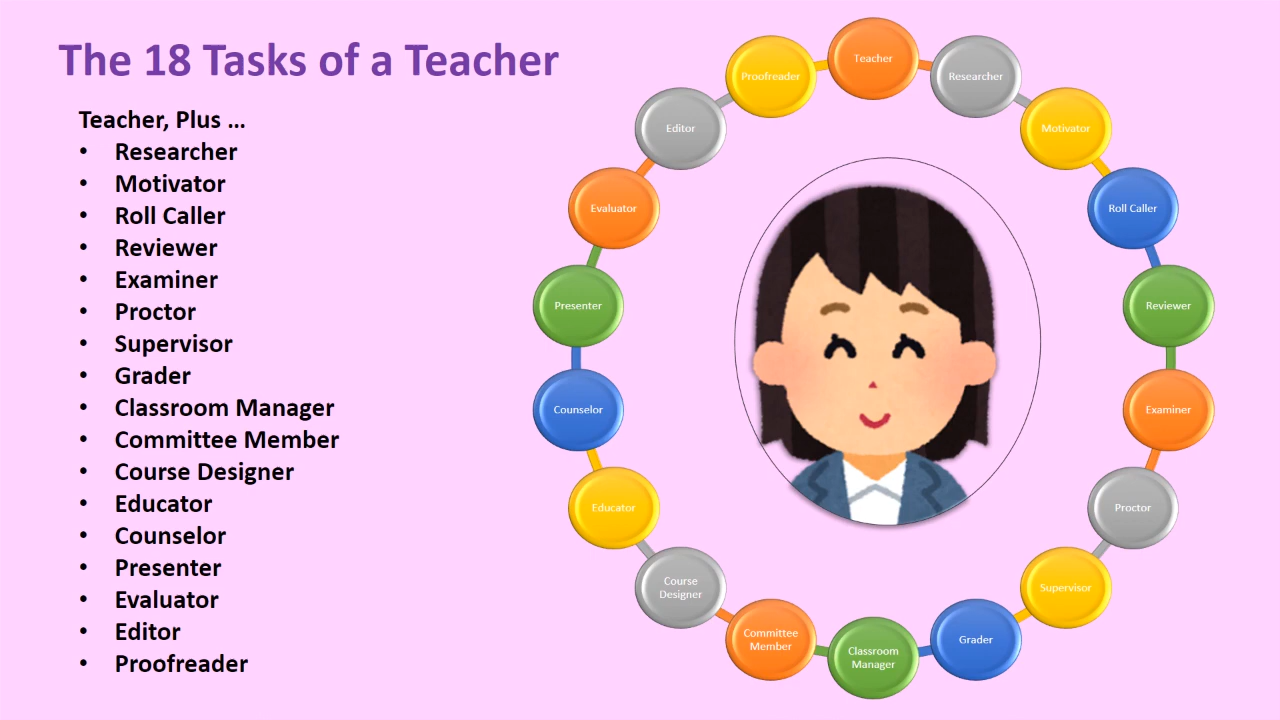 The 18 Tasks of a Teacher
Teacher, Plus ...
• Researcher
• Motivator
• Roll Caller
• Reviewer
• Examiner
• Proctor
• Supervisor
• Grader
• Classroom Manager
• Committee Member
• Course Designer
• Educator
• Counselor
• Presenter
• Evaluator
• Editor
• Proofreader
Teacher
Researcher
Motivator
Roll Caller
Reviewer
Examiner
Proctor
Supervisor
Grader
Classroom
Manager
Committee
Member
Course
Designer
Educator
Counselor
Presenter
Evaluator
Editor
Proofreader